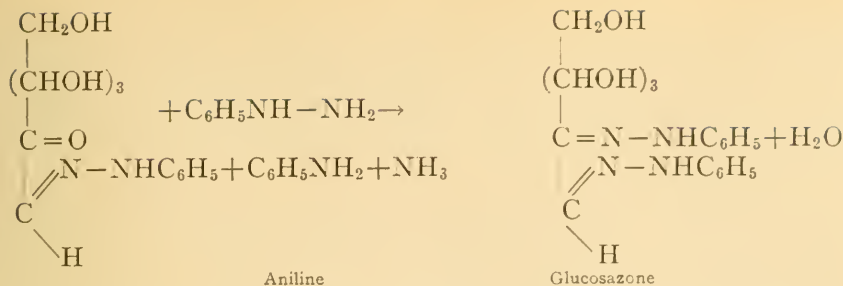 CH₂OH CH₂OH
(CHOH)₃ (CHOH)₃
+C₆H₅NH—NH₂→
C=O C=N—NHC₆H₅+H₂O
N—NHC₆H₅+C₆H₅NH₂+NH₃ N—NHC₆H₅
C C
H H
Aniline Glucosazone